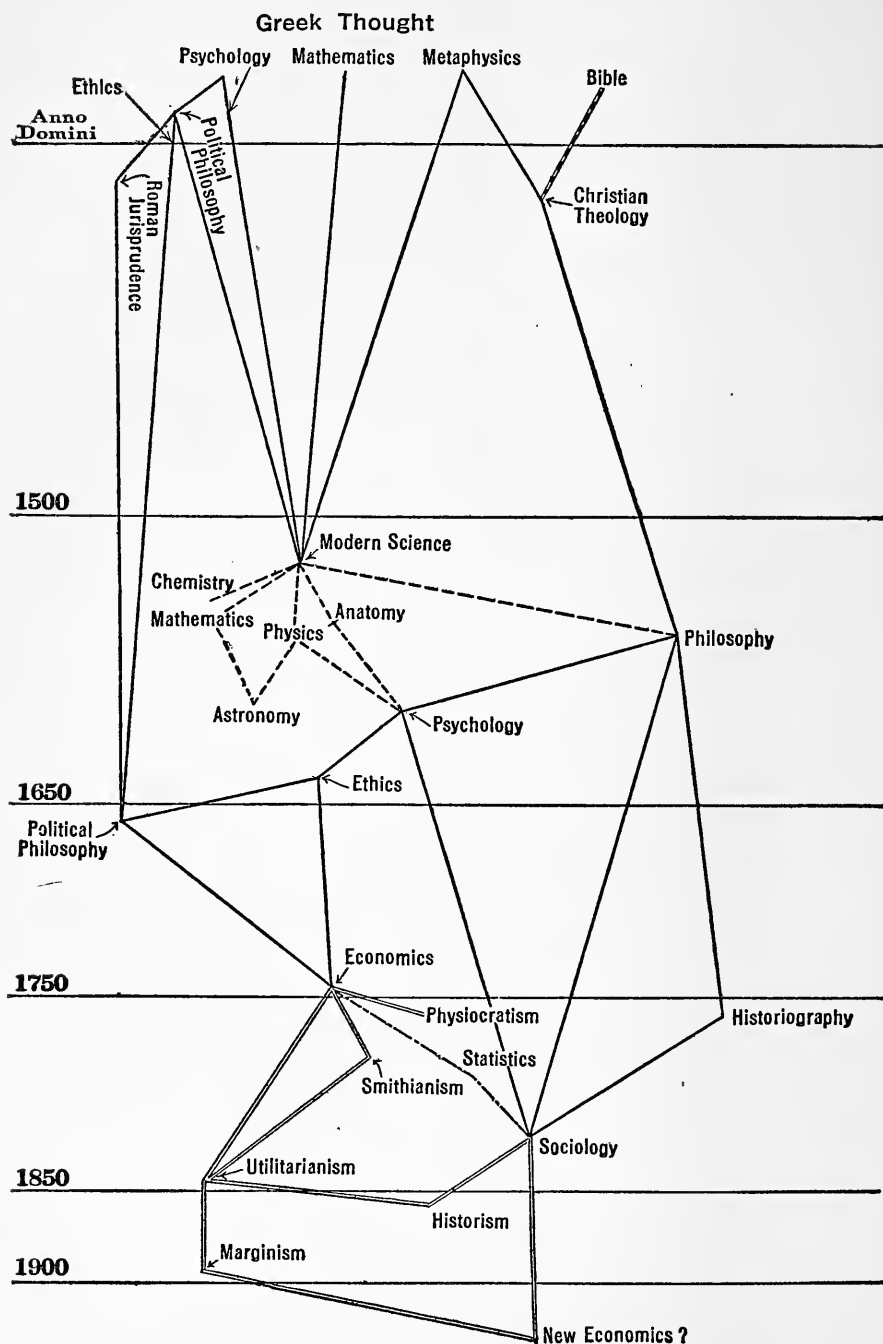 Greek Thought
Psychology
Mathematics
Metaphysics
Ethics
Bible
Anno
Domini
Political
Philosophy
Roman
Jurisprudence
Christian
Theology
1500
Modern Science
Chemistry
Mathematics
Physics
Anatomy
Philosophy
Astronomy
Psychology
Ethics
1650
Political
Philosophy
Economics
1750
Physiocratism
Historiography
Statistics
Smithianism
Sociology
Utilitarianism
1850
Historism
Marginism
1900
New Economics?